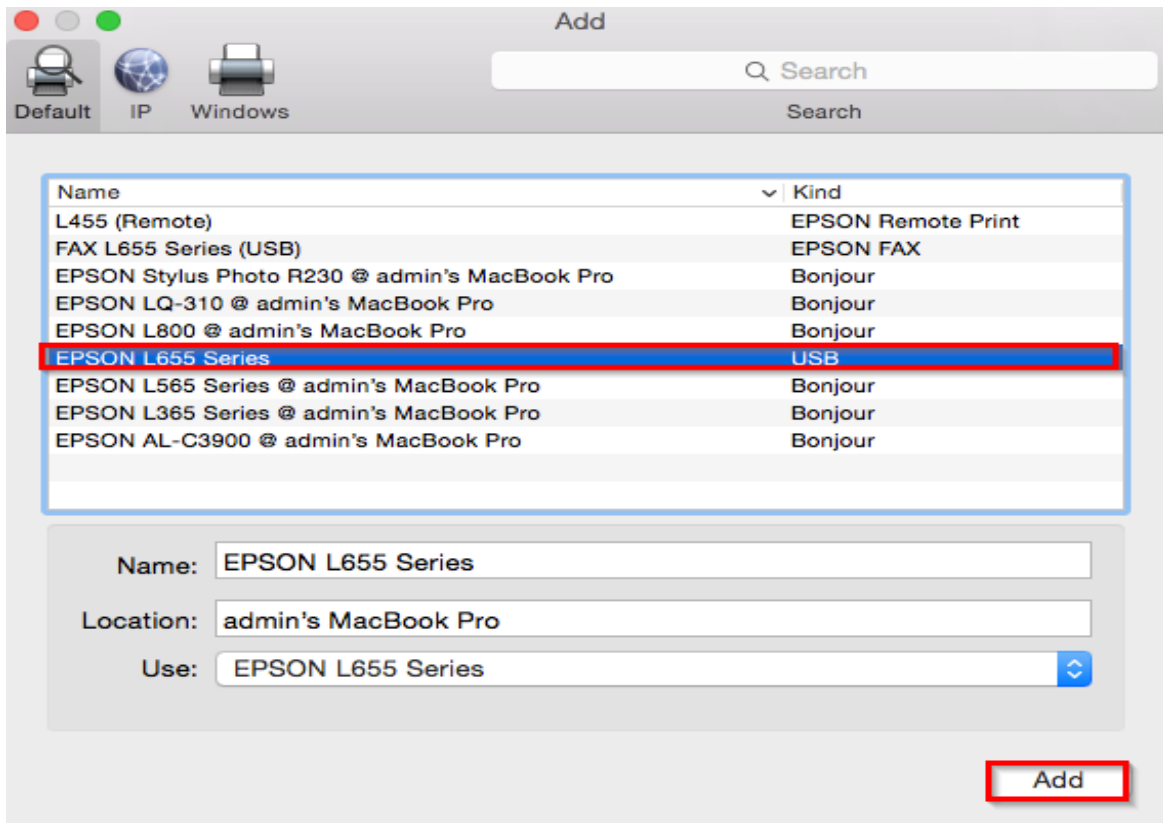 Add
Default IP Windows
Search
Search
Name Kind
L455 (Remote) EPSON Remote Print
FAX L655 Series (USB) EPSON FAX
EPSON Stylus Photo R230 @ admin's MacBook Pro Bonjour
EPSON LQ-310 @ admin's MacBook Pro Bonjour
EPSON L800 @ admin's MacBook Pro Bonjour
EPSON L655 Series USB
EPSON L565 Series @ admin's MacBook Pro Bonjour
EPSON L365 Series @ admin's MacBook Pro Bonjour
EPSON AL-C3900 @ admin's MacBook Pro Bonjour
Name: EPSON L655 Series
Location: admin's MacBook Pro
Use: EPSON L655 Series
Add